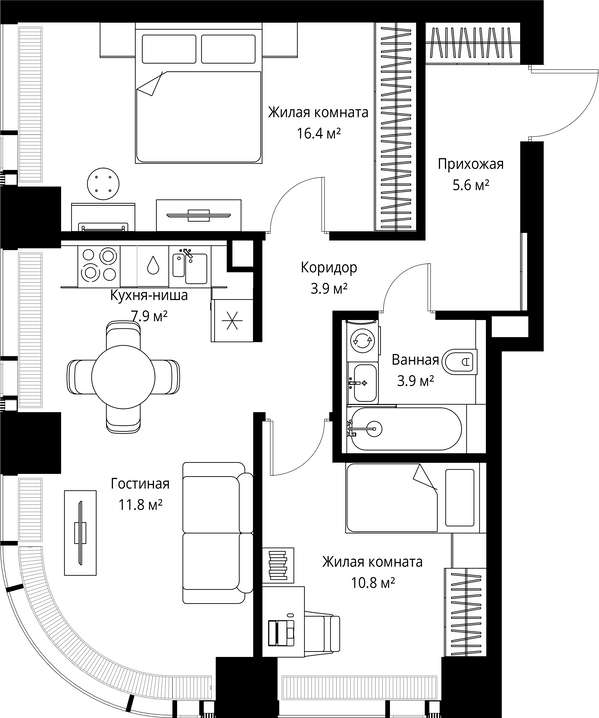 Жилая комната
16.4 м²
Прихожая
5.6 м²
Коридор
3.9 м²
Кухня-ниша
7.9 м²
Ванная
3.9 м²
Гостиная
11.8 м²
Жилая комната
10.8 м²